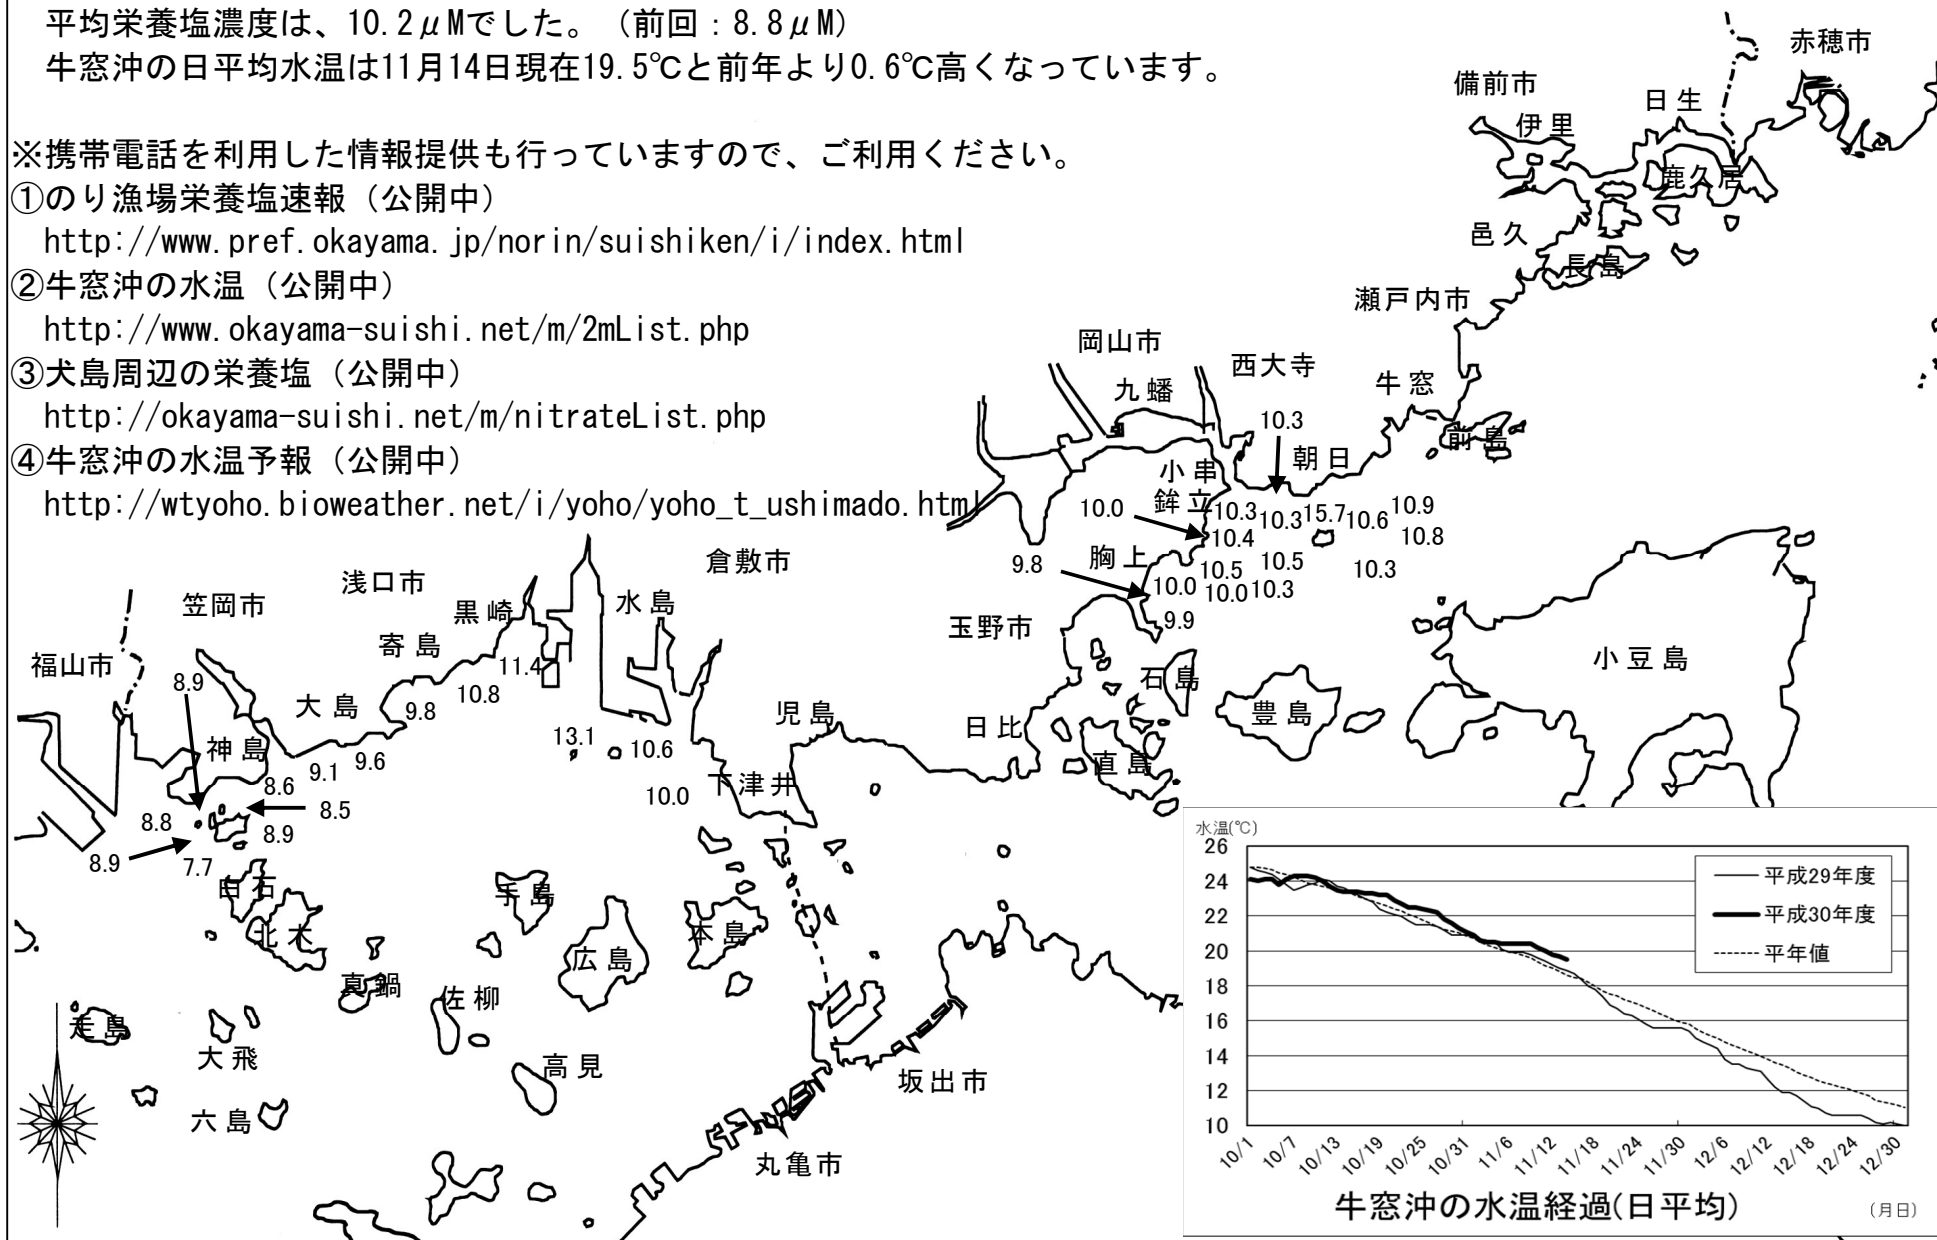 平均栄養塩濃度は、10.2μMでした。（前回：8.8μM）
牛窓沖の日平均水温は11月14日現在19.5℃と前年より0.6℃高くなっています。
※携帯電話を利用した情報提供も行っていますので、ご利用ください。
①のり漁場栄養塩速報（公開中）
http://www.pref.okayama.jp/norin/suishiken/i/index.html
②牛窓沖の水温（公開中）
http://www.okayama-suishi.net/m/2mList.php
③犬島周辺の栄養塩（公開中）
http://okayama-suishi.net/m/nitrateList.php
④牛窓沖の水温予報（公開中）
http://wtyoho.bioweather.net/i/yoho/yoho_t_ushimado.html
赤穂市
備前市
日生
伊里
鹿久居
邑久
長島
瀬戸内市
岡山市
西大寺
九蟠
牛窓
10.3
前島
朝日
小串
鉾立
10.0
10.3
10.3
15.7
10.6
10.9
10.4
10.8
9.8
胸上
10.5
10.5
10.3
10.0
10.0
10.3
9.9
倉敷市
浅口市
笠岡市
黒崎
水島
玉野市
寄島
福山市
小豆島
11.4
8.9
石島
10.8
大島
9.8
児島
日比
豊島
13.1
10.6
神島
9.6
9.1
直島
8.6
下津井
10.0
8.5
8.8
8.9
8.9
7.7
白石
手島
北木
本島
広島
真鍋
佐柳
走島
大飛
高見
坂出市
六島
丸亀市
水温(℃)
26
24
22
20
18
16
14
12
10
平成29年度
平成30年度
平年値
10/1
10/7
10/13
10/19
10/25
10/31
11/6
11/12
11/18
11/24
11/30
12/6
12/12
12/18
12/24
12/30
牛窓沖の水温経過(日平均)
（月日）